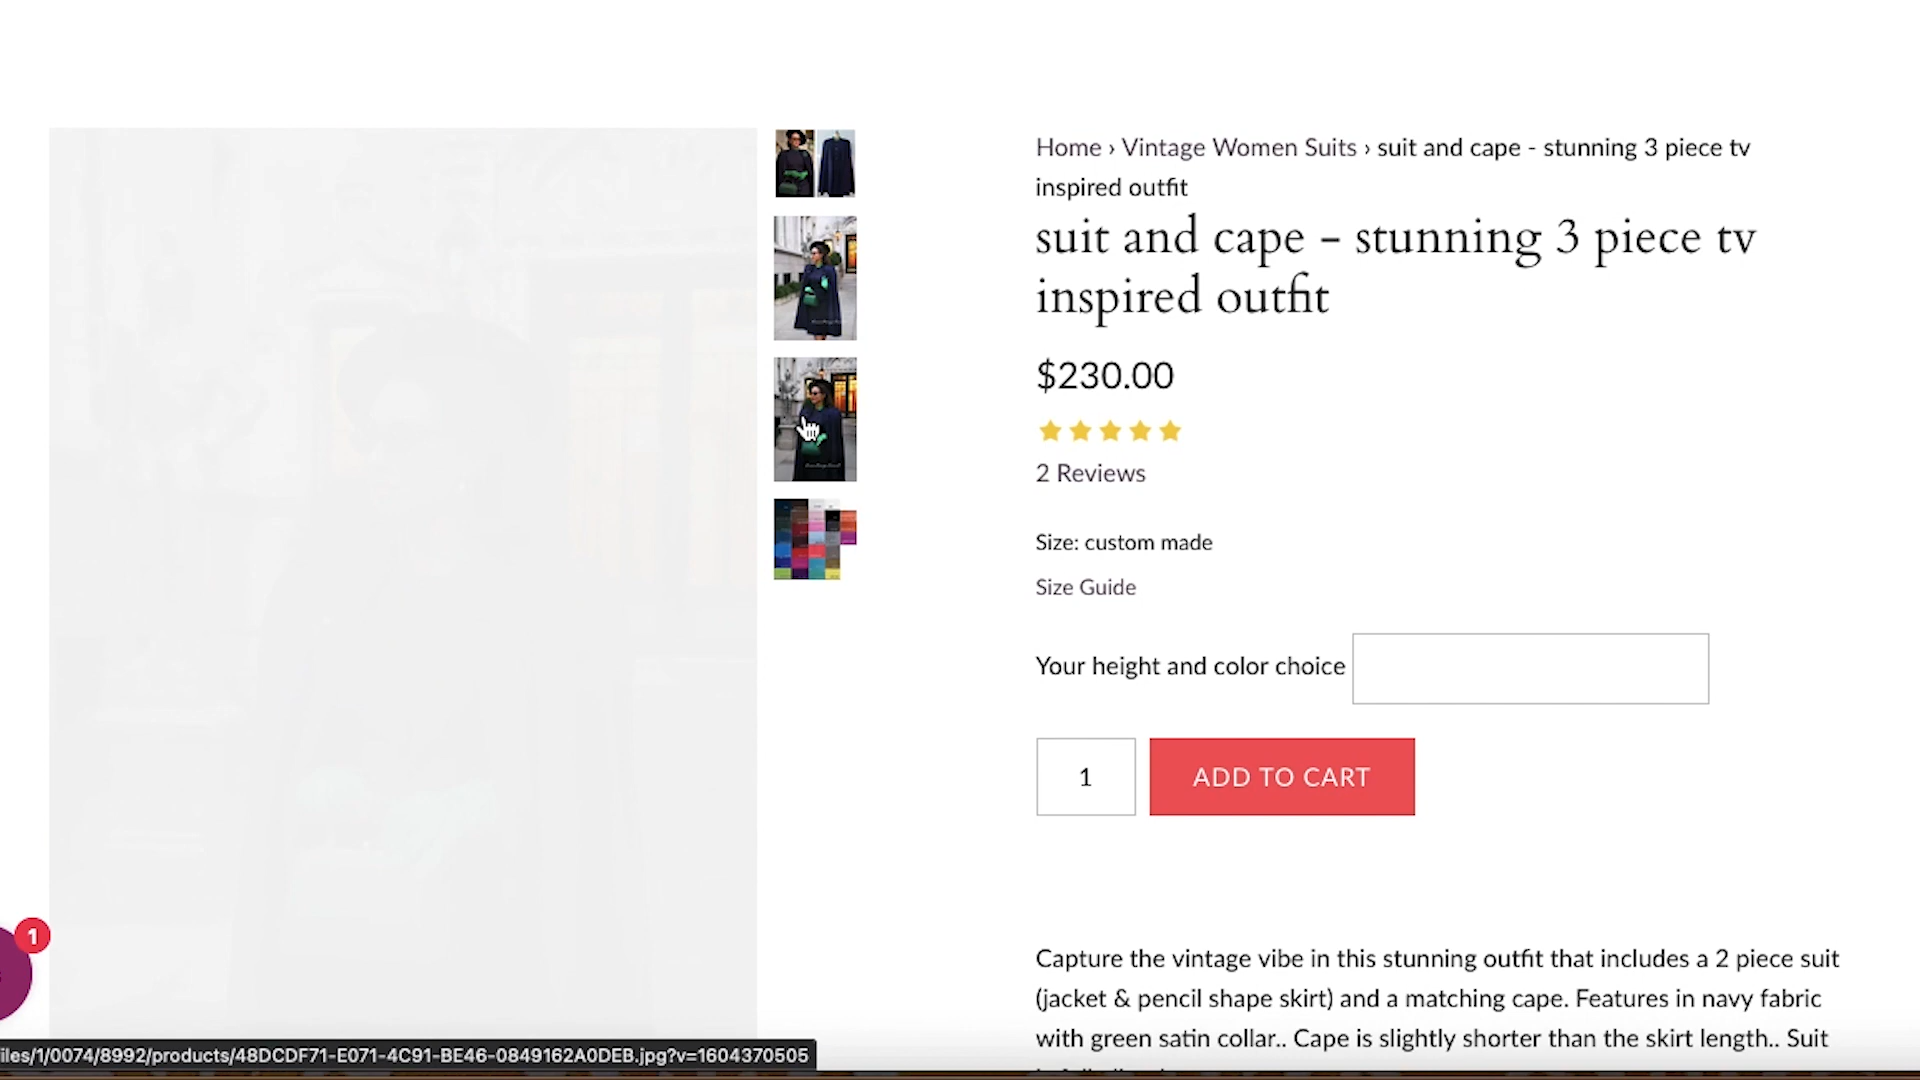 Home › Vintage Women Suits › suit and cape - stunning 3 piece tv
inspired outfit
suit and cape - stunning 3 piece tv
inspired outfit
$230.00
2 Reviews
Size: custom made
Size Guide
Your height and color choice
1
ADD TO CART
Capture the vintage vibe in this stunning outfit that includes a 2 piece suit
(jacket & pencil shape skirt) and a matching cape. Features in navy fabric
with green satin collar.. Cape is slightly shorter than the skirt length.. Suit
1
iles/1/0074/8992/products/48DCDF71-E071-4C91-BE46-0849162A0DEB.jpg?v=1604370505